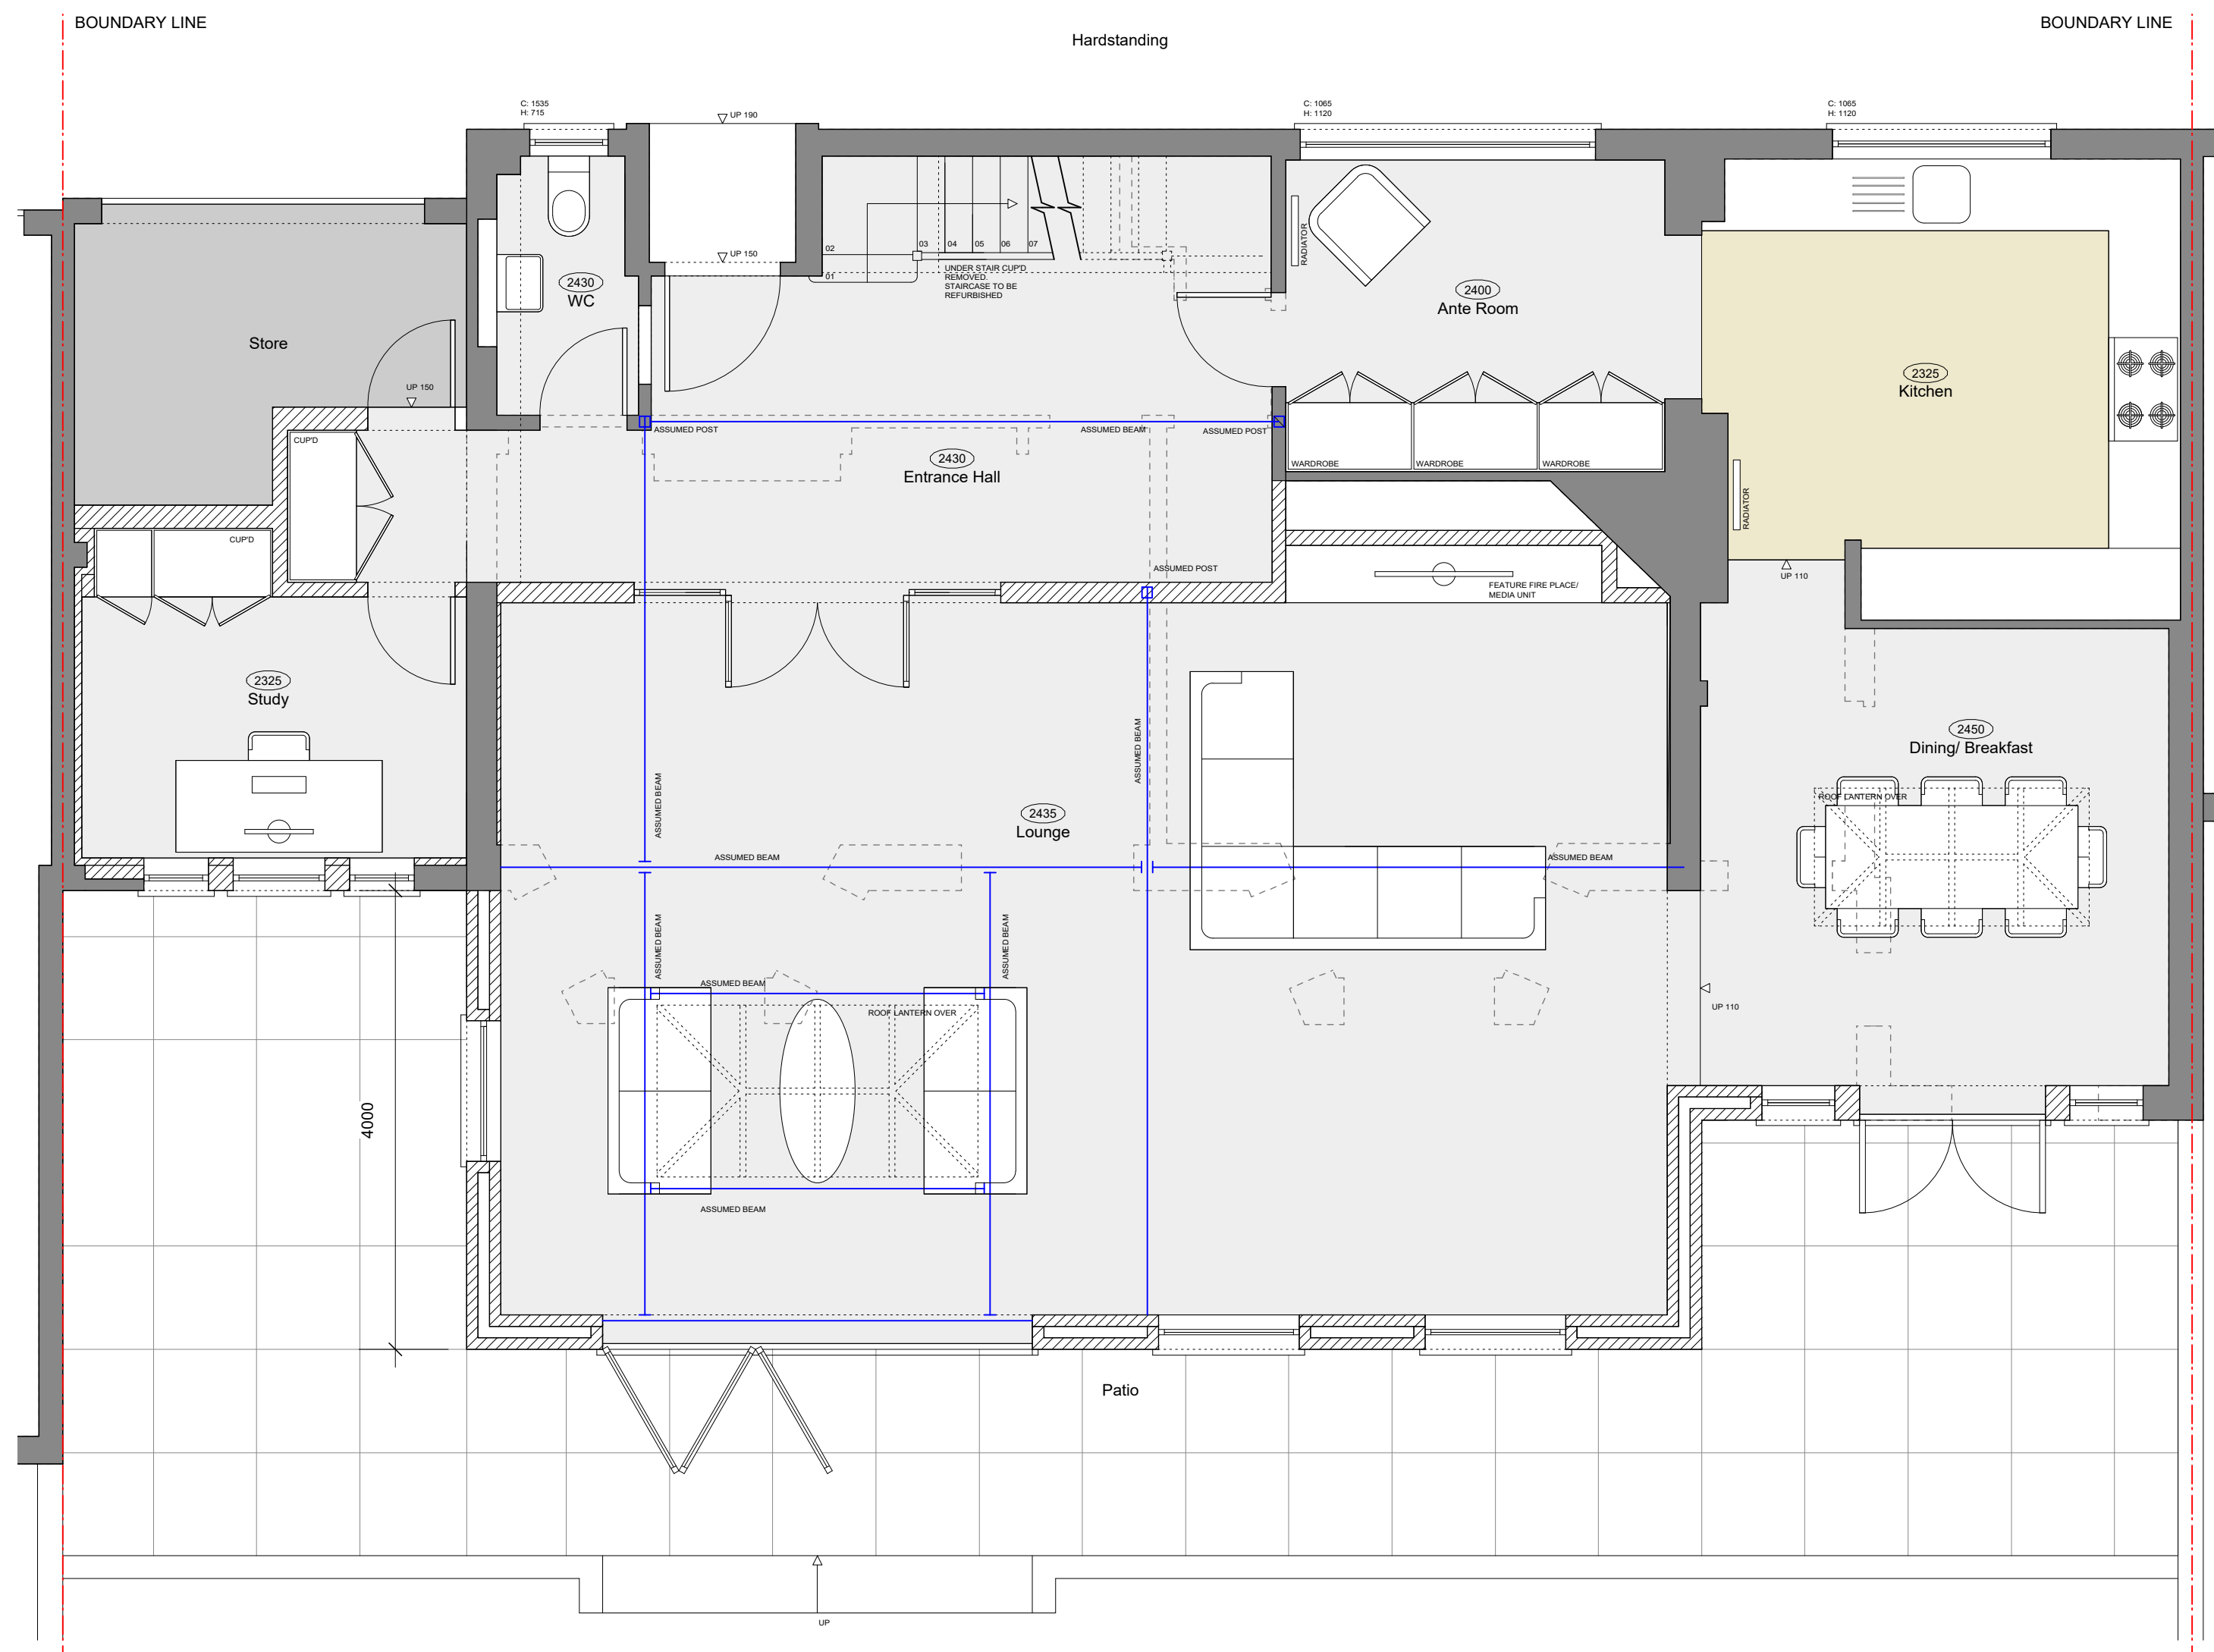 BOUNDARY LINE
BOUNDARY LINE
Hardstanding
C: 1535
H: 715
UP 190
C: 1065
H: 1120
C: 1065
H: 1120
02
01
03
04
05
06
07
UNDER STAIR CUP'D
REMOVED.
STAIRCASE TO BE
REFURBISHED
UP 150
RADIATOR
2430
WC
2400
Ante Room
Store
UP 150
2325
Kitchen
CUP'D
ASSUMED POST
ASSUMED BEAM
ASSUMED POST
2430
Entrance Hall
WARDROBE
WARDROBE
WARDROBE
RADIATOR
CUP'D
ASSUMED POST
UP 110
FEATURE FIRE PLACE/
MEDIA UNIT
2325
Study
2450
Dining/ Breakfast
ASSUMED BEAM
ASSUMED BEAM
ROOF LANTERN OVER
2435
Lounge
ASSUMED BEAM
ASSUMED BEAM
ASSUMED BEAM
ASSUMED BEAM
ASSUMED BEAM
ROOF LANTERN OVER
UP 110
4000
ASSUMED BEAM
Patio
UP